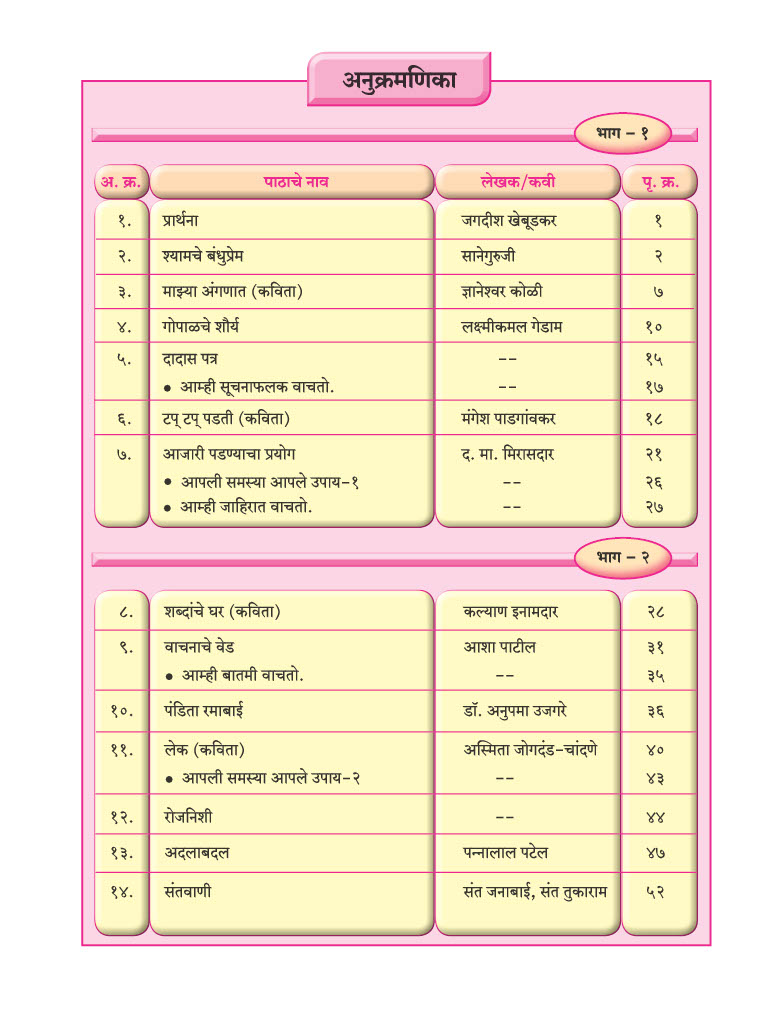 अनुक्रमणिका
भाग – १
अ. क्र. पाठाचे नाव लेखक/कवी पृ. क्र.
१. प्रार्थना जगदीश खेबूडकर १
२. श्यामचे बंधुप्रेम सानेगुरुजी २
३. माझ्या अंगणात (कविता) ज्ञानेश्वर कोळी ७
४. गोपाळचे शौर्य लक्ष्मीकमल गेडाम १०
५. दादास पत्र -- १५
● आम्ही सूचनाफलक वाचतो. -- १७
६. टप् टप् पडती (कविता) मंगेश पाडगांवकर १८
७. आजारी पडण्याचा प्रयोग द. मा. मिरासदार २१
● आपली समस्या आपले उपाय-१ -- २६
● आम्ही जाहिरात वाचतो. -- २७
भाग – २
८. शब्दांचे घर (कविता) कल्याण इनामदार २८
९. वाचनाचे वेड आशा पाटील ३१
● आम्ही बातमी वाचतो. -- ३५
१०. पंडिता रमाबाई डॉ. अनुपमा उजगरे ३६
११. लेक (कविता) अस्मिता जोगदंड-चांदणे ४०
● आपली समस्या आपले उपाय-२ -- ४३
१२. रोजनिशी -- ४४
१३. अदलाबदल पन्नालाल पटेल ४७
१४. संतवाणी संत जनाबाई, संत तुकाराम ५२